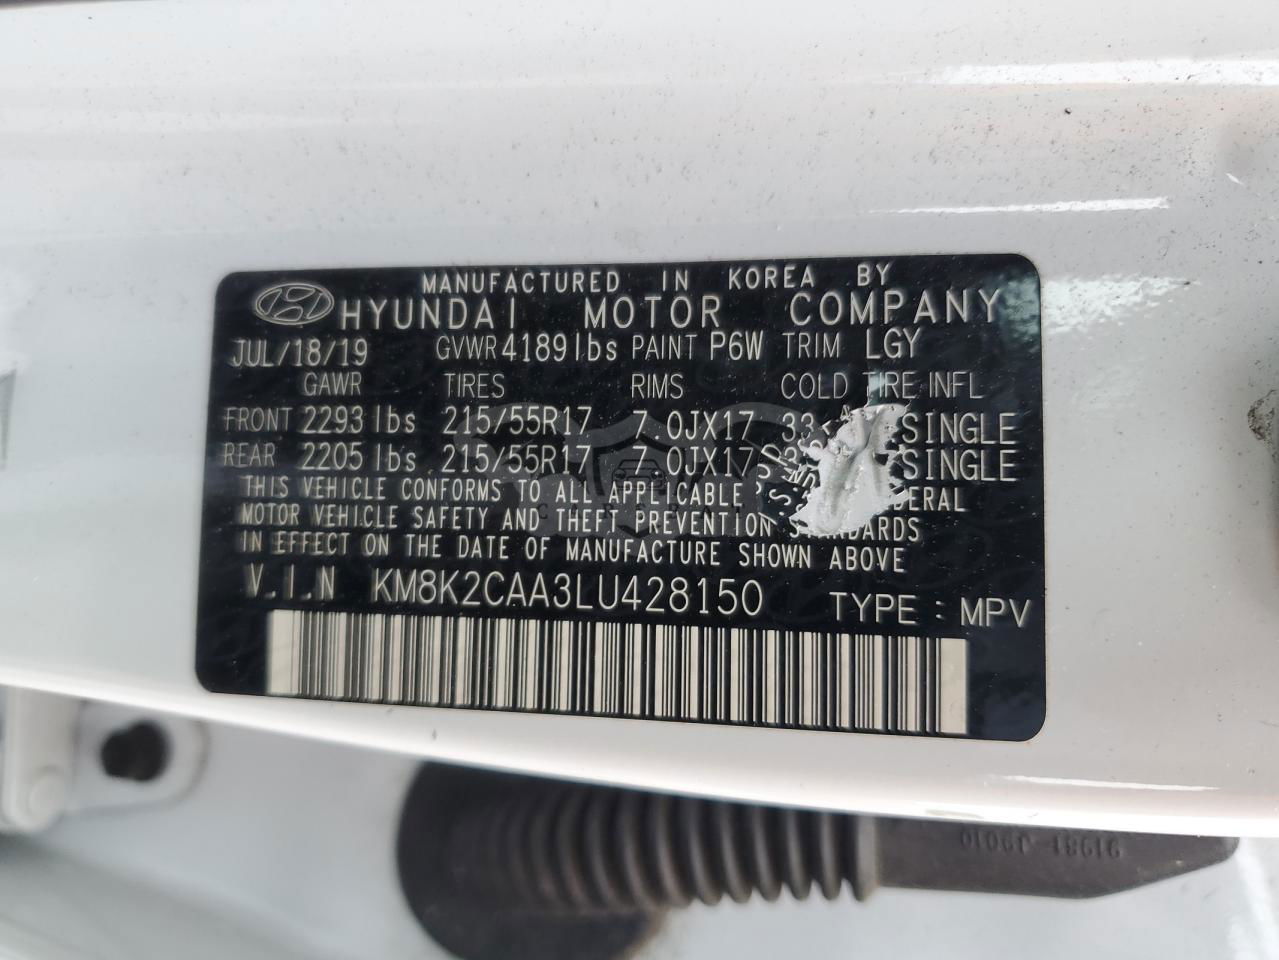 MANUFACTURED IN KOREA BY
HYUNDAI MOTOR COMPANY
JUL/18/19 GVWR 4189lbs PAINT P6W TRIM LGY
GAWR TIRES RIMS COLD TIRE INFL
FRONT 2293lbs 215/55R17 7.0JX17 33 SINGLE
REAR 2205lbs 215/55R17 7.0JX17 SINGLE
THIS VEHICLE CONFORMS TO ALL APPLICABLE
MOTOR VEHICLE SAFETY AND THEFT PREVENTION
IN EFFECT ON THE DATE OF MANUFACTURE SHOWN ABOVE
V.I.N KM8K2CAA3LU428150 TYPE : MPV
91981-J9010